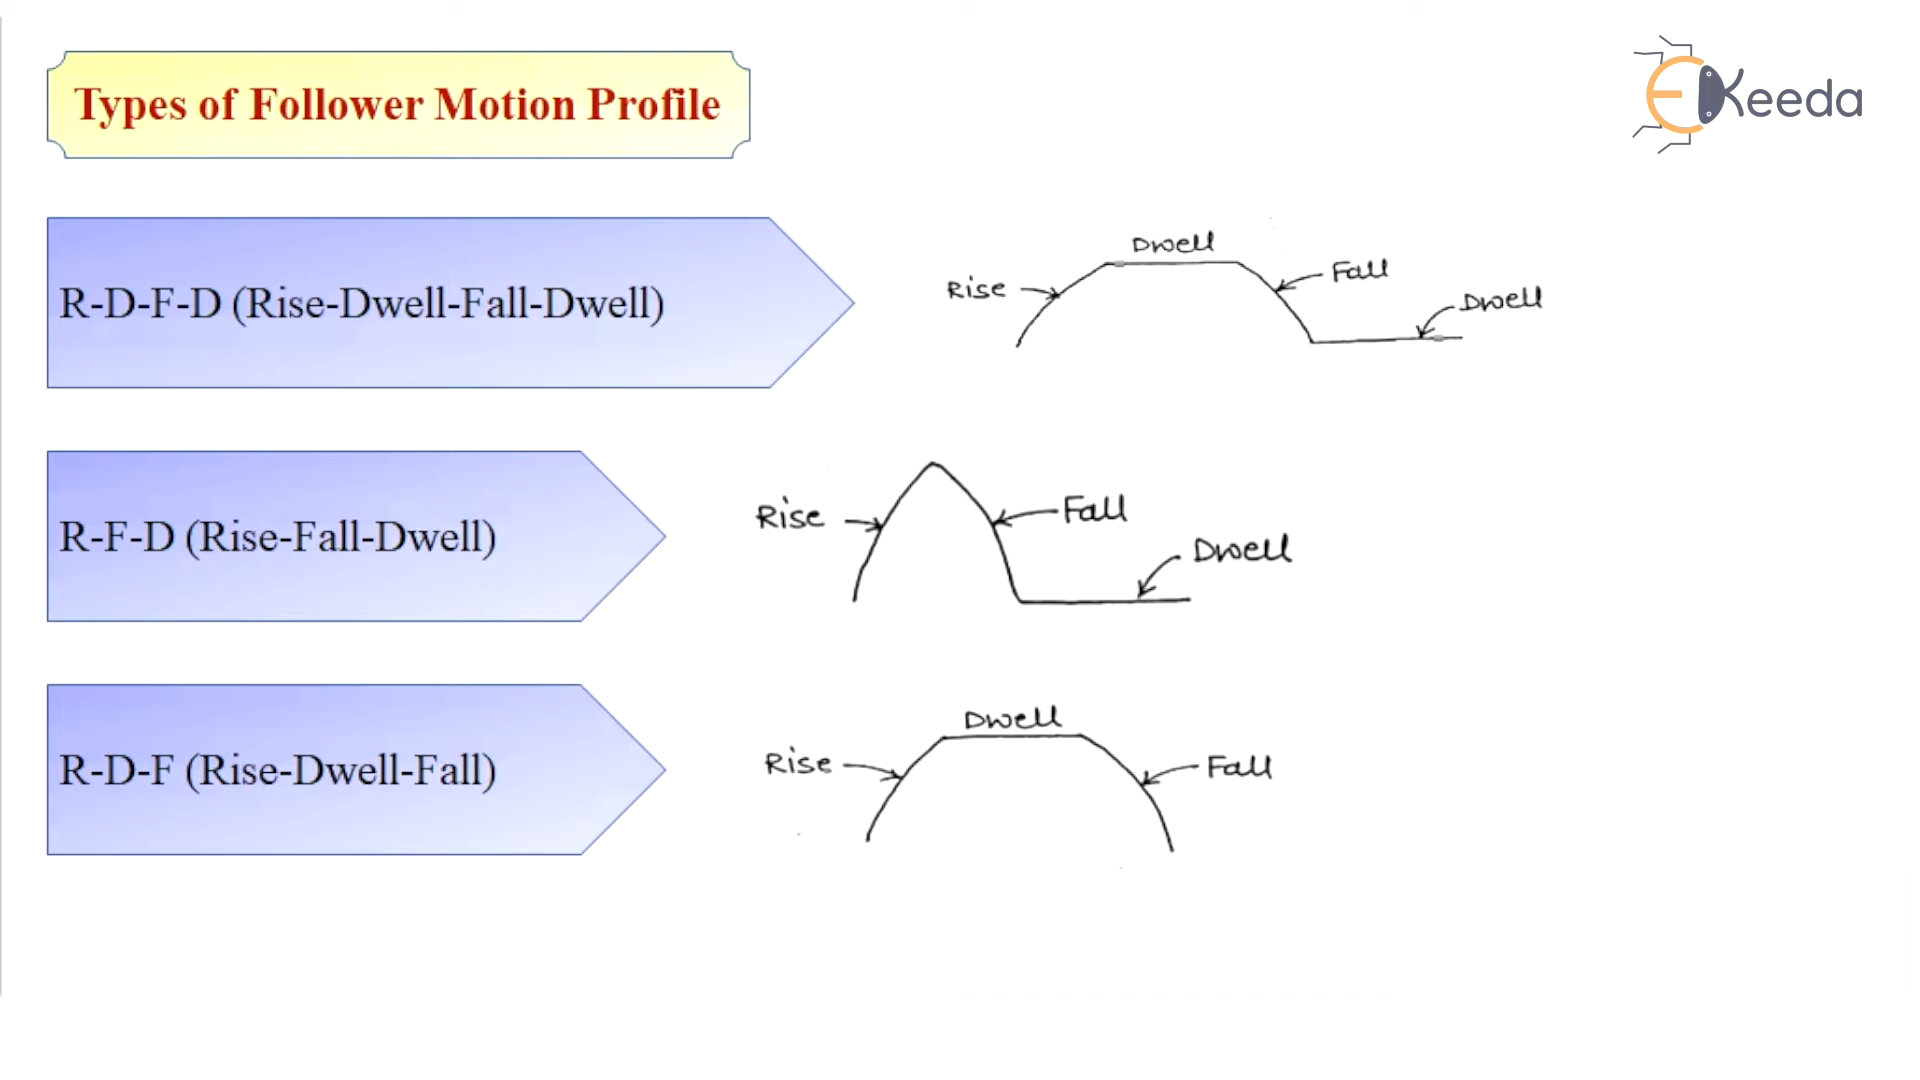 Types of Follower Motion Profile
EKeeda
R-D-F-D (Rise-Dwell-Fall-Dwell)
Dwell
Rise
Fall
Dwell
R-F-D (Rise-Fall-Dwell)
Rise
Fall
Dwell
R-D-F (Rise-Dwell-Fall)
Dwell
Rise
Fall